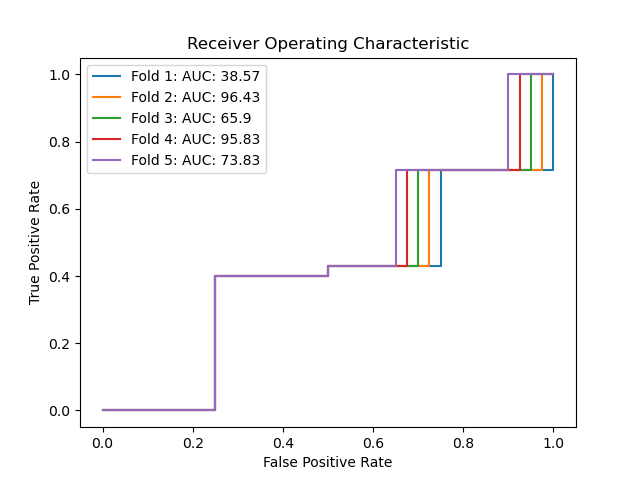 Receiver Operating Characteristic
Fold 1: AUC: 38.57
Fold 2: AUC: 96.43
Fold 3: AUC: 65.9
Fold 4: AUC: 95.83
Fold 5: AUC: 73.83
True Positive Rate
1.0
0.8
0.6
0.4
0.2
0.0
0.0 0.2 0.4 0.6 0.8 1.0
False Positive Rate